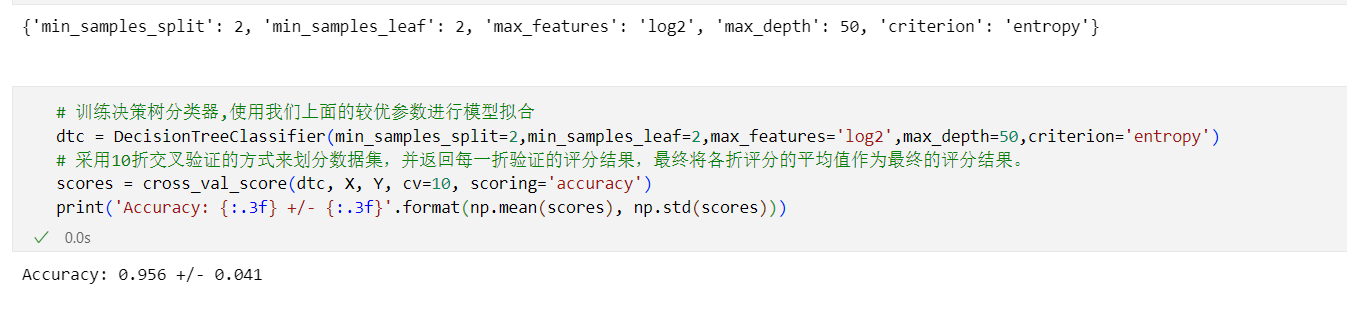 {'min_samples_split': 2, 'min_samples_leaf': 2, 'max_features': 'log2', 'max_depth': 50, 'criterion': 'entropy'}
# 训练决策树分类器,使用我们上面的较优参数进行模型拟合
dtc = DecisionTreeClassifier(min_samples_split=2,min_samples_leaf=2,max_features='log2',max_depth=50,criterion='entropy')
# 采用10折交叉验证的方式来划分数据集，并返回每一折验证的评分结果，最终将各折评分的平均值作为最终的评分结果。
scores = cross_val_score(dtc, X, Y, cv=10, scoring='accuracy')
print('Accuracy: {:.3f} +/- {:.3f}'.format(np.mean(scores), np.std(scores)))
0.0s
Accuracy: 0.956 +/- 0.041